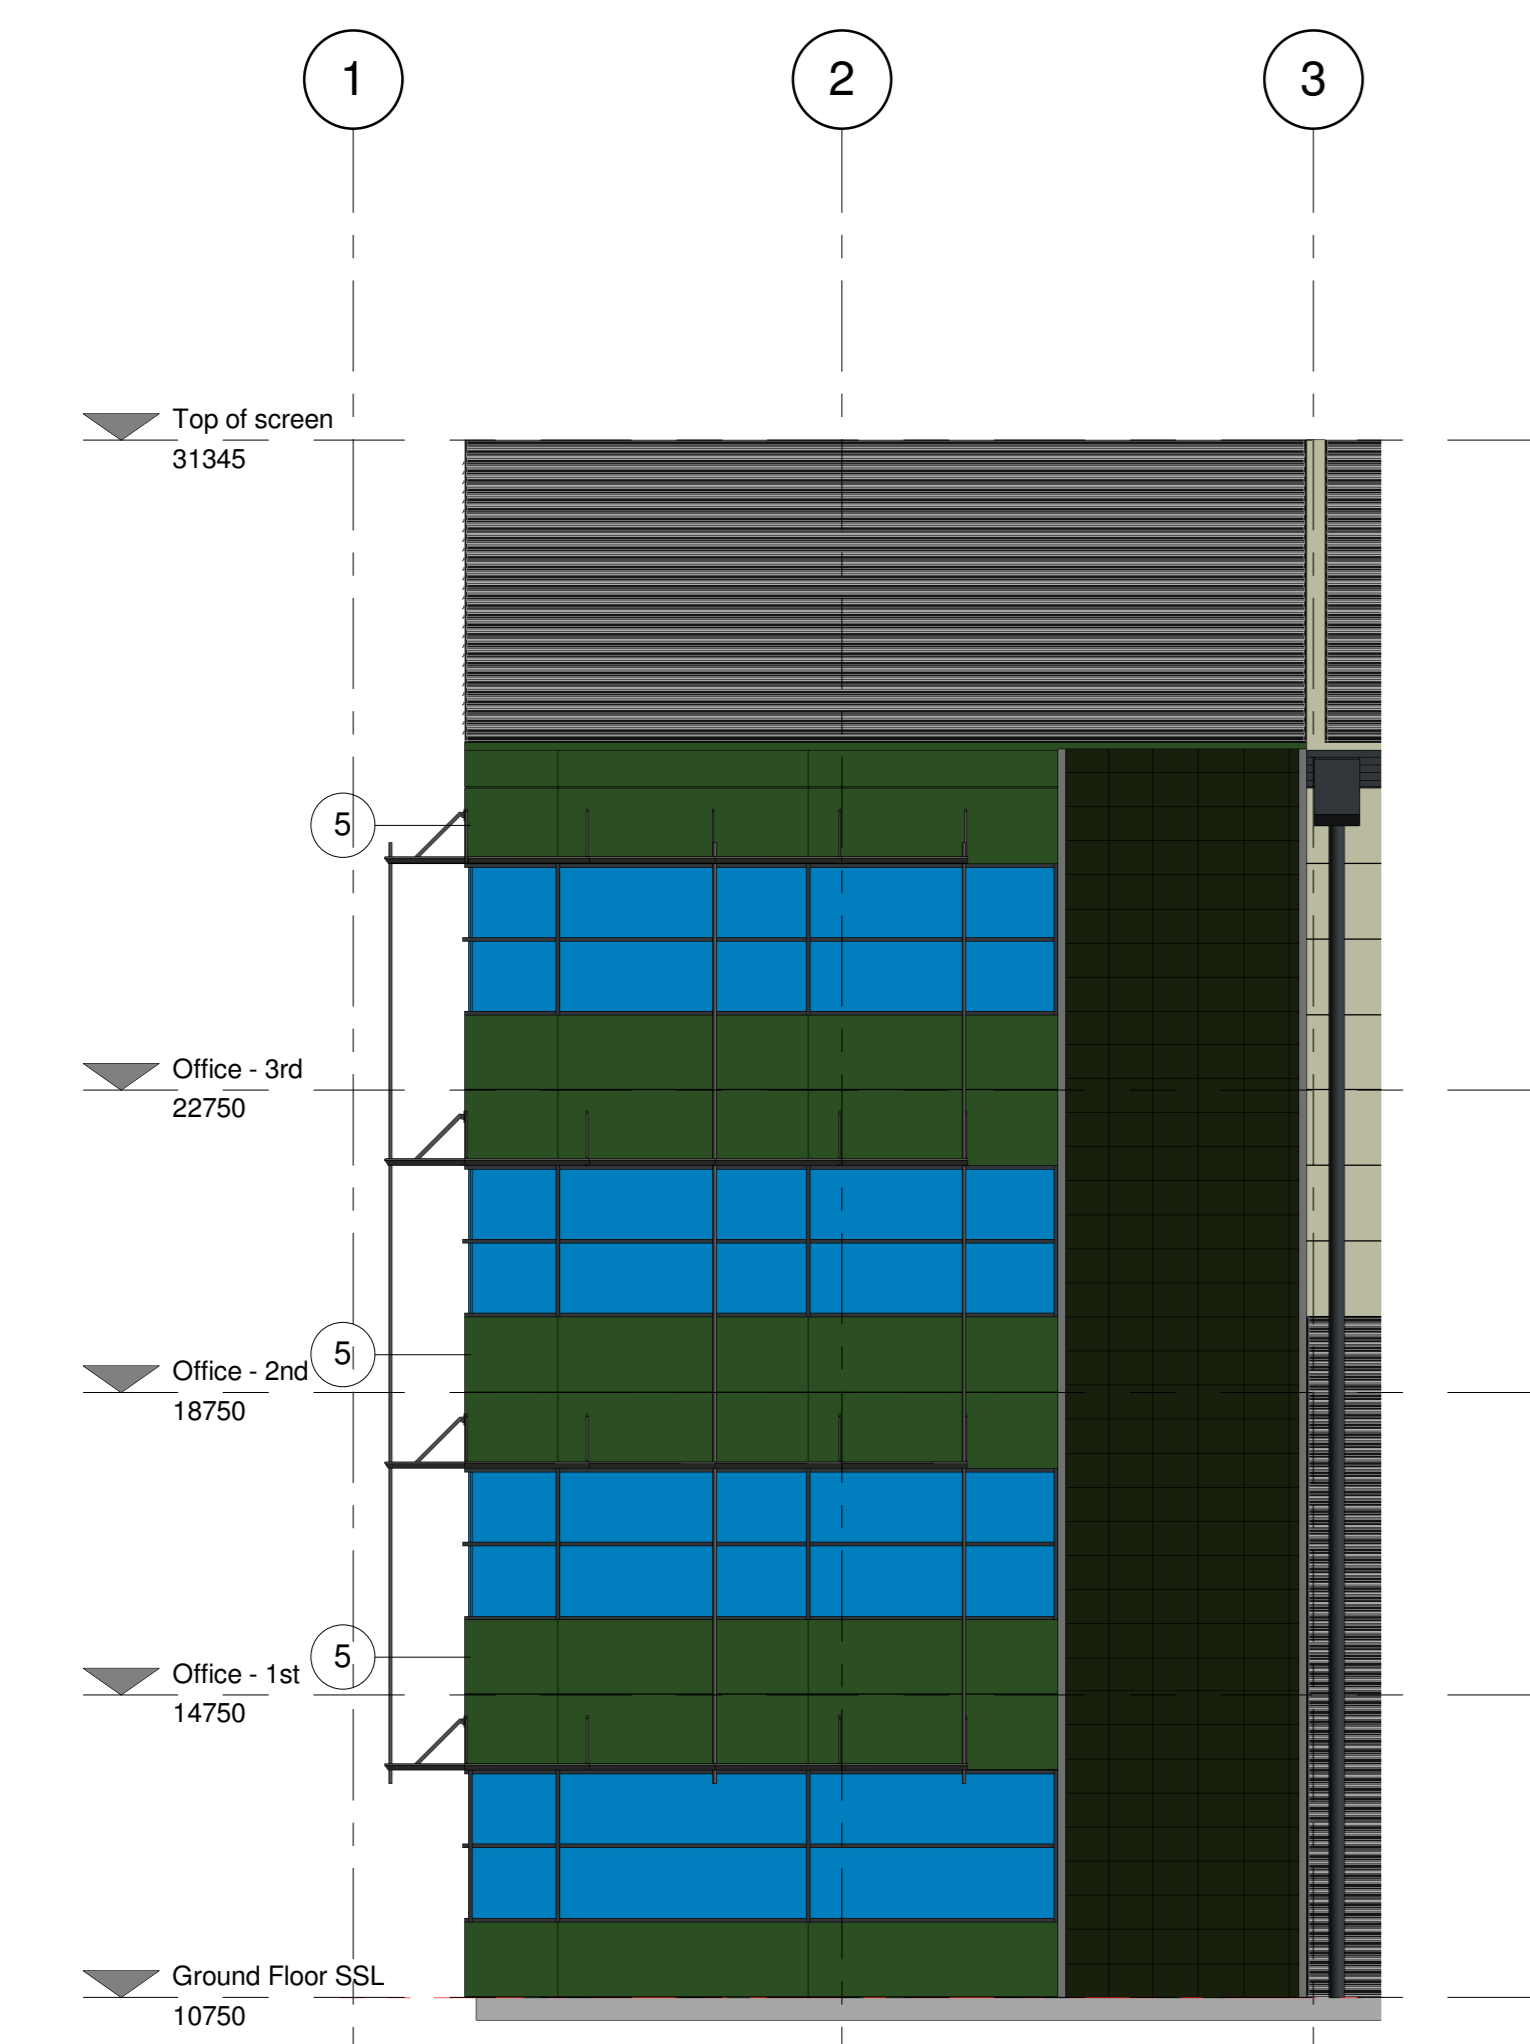 1
2
3
Top of screen
31345
5
Office - 3rd
22750
5
Office - 2nd
18750
5
Office - 1st
14750
Ground Floor SSL
10750